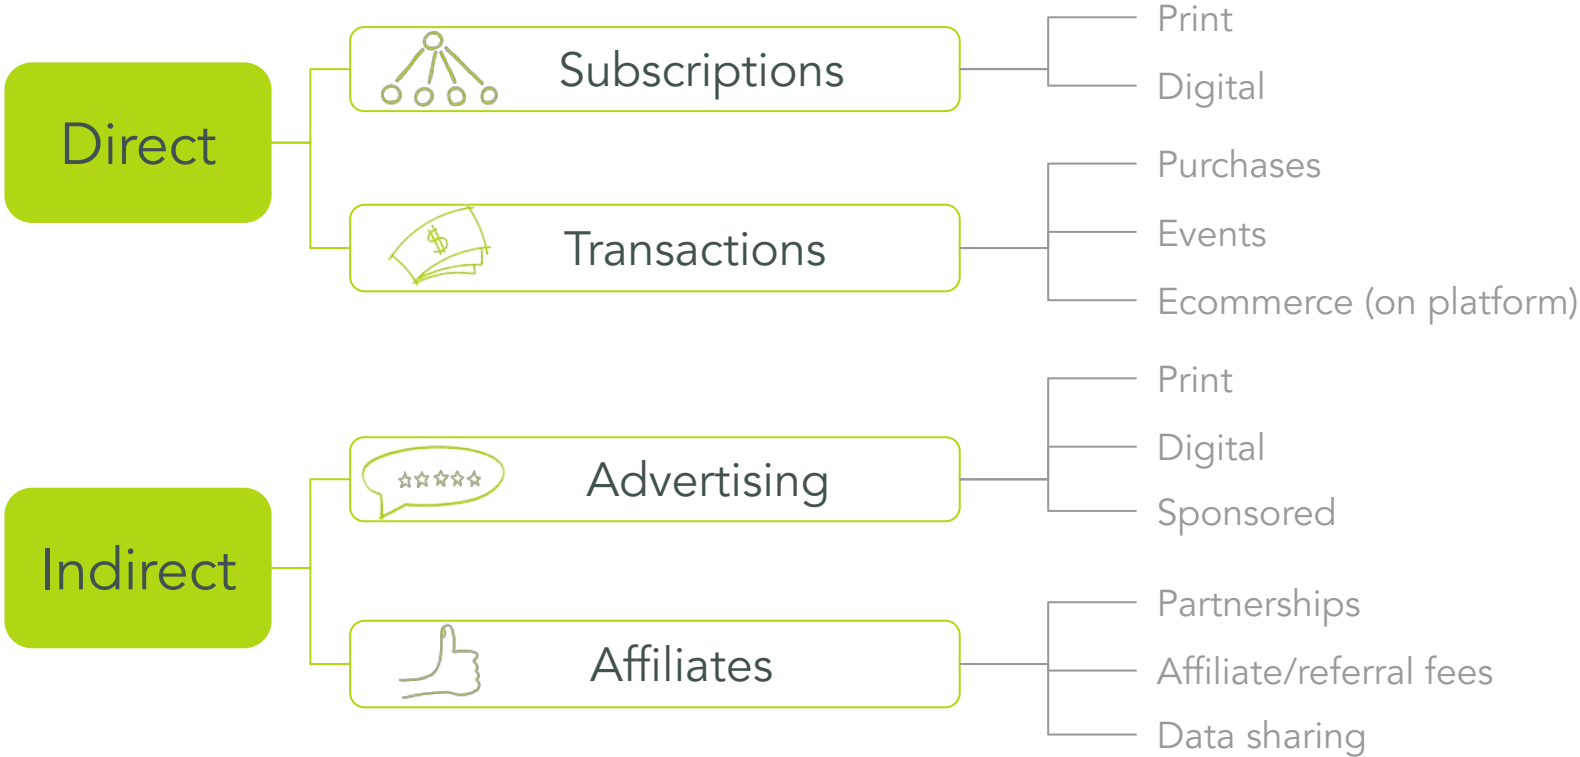 Direct
Subscriptions
Print
Digital
Transactions
$
Purchases
Events
Ecommerce (on platform)
Indirect
Advertising
Print
Digital
Sponsored
Affiliates
Partnerships
Affiliate/referral fees
Data sharing